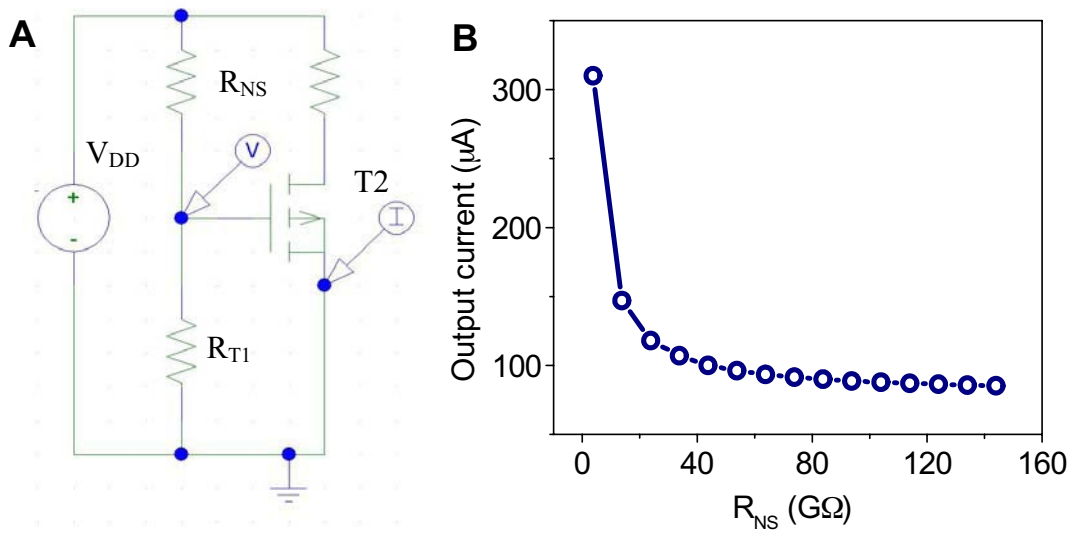 A
R_NS
V_DD
+
-
V
T2
I
R_T1
B
Output current (μA)
300
200
100
0
40
80
120
160
R_NS (GΩ)